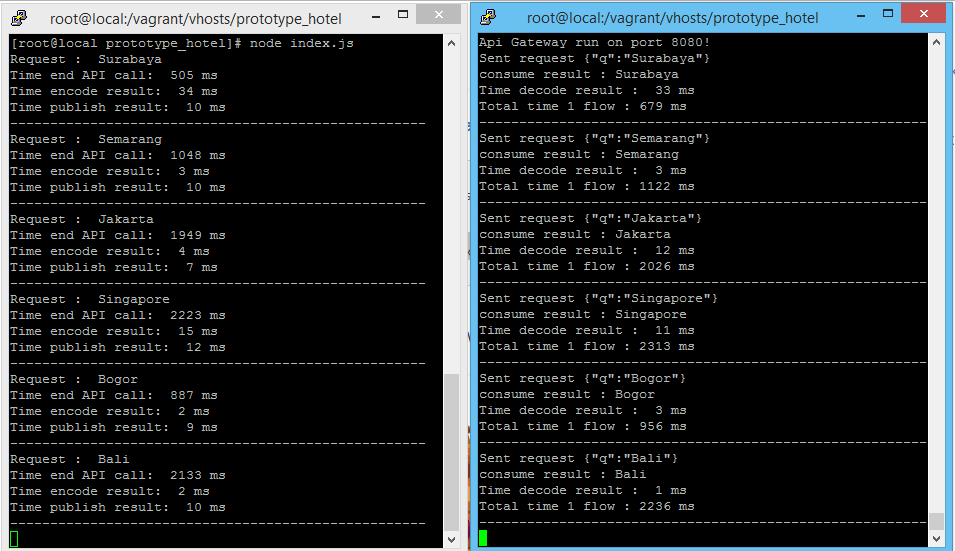 root@local:/vagrant/vhosts/prototype_hotel
[root@local prototype_hotel]# node index.js
Request :  Surabaya
Time end API call:  505 ms
Time encode result:  34 ms
Time publish result:  10 ms
-----------------------------------------------------
Request :  Semarang
Time end API call:  1048 ms
Time encode result:  3 ms
Time publish result:  10 ms
-----------------------------------------------------
Request :  Jakarta
Time end API call:  1949 ms
Time encode result:  4 ms
Time publish result:  7 ms
-----------------------------------------------------
Request :  Singapore
Time end API call:  2223 ms
Time encode result:  15 ms
Time publish result:  12 ms
-----------------------------------------------------
Request :  Bogor
Time end API call:  887 ms
Time encode result:  2 ms
Time publish result:  9 ms
-----------------------------------------------------
Request :  Bali
Time end API call:  2133 ms
Time encode result:  2 ms
Time publish result:  10 ms
-----------------------------------------------------
root@local:/vagrant/vhosts/prototype_hotel
Api Gateway run on port 8080!
Sent request {"q":"Surabaya"}
consume result : Surabaya
Time decode result :  33 ms
Total time 1 flow : 679 ms
---------------------------------------------------------
Sent request {"q":"Semarang"}
consume result : Semarang
Time decode result :  3 ms
Total time 1 flow : 1122 ms
---------------------------------------------------------
Sent request {"q":"Jakarta"}
consume result : Jakarta
Time decode result :  12 ms
Total time 1 flow : 2026 ms
---------------------------------------------------------
Sent request {"q":"Singapore"}
consume result : Singapore
Time decode result :  11 ms
Total time 1 flow : 2313 ms
---------------------------------------------------------
Sent request {"q":"Bogor"}
consume result : Bogor
Time decode result :  3 ms
Total time 1 flow : 956 ms
---------------------------------------------------------
Sent request {"q":"Bali"}
consume result : Bali
Time decode result :  1 ms
Total time 1 flow : 2236 ms
---------------------------------------------------------